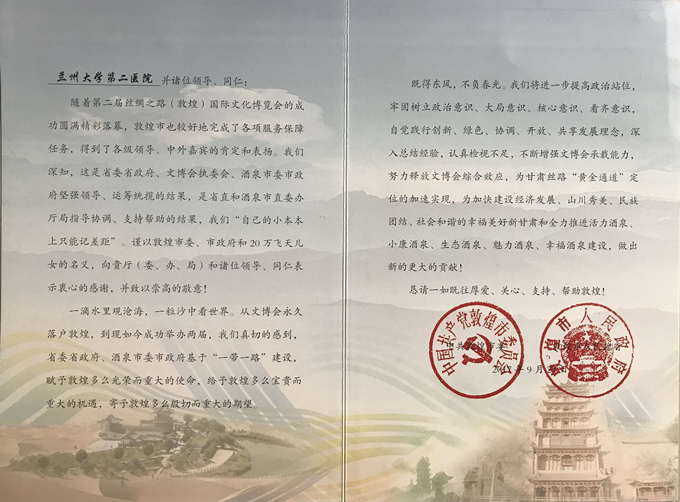 兰州大学第二医院 并诸位领导、同仁：
随着第二届丝绸之路（敦煌）国际文化博览会的成
功圆满精彩落幕，敦煌市也较好地完成了各项服务保障
任务，得到了各级领导、中外嘉宾的肯定和表扬。我们
深知，这是省委省政府、文博会执委会、酒泉市委市政
府坚强领导、运筹统揽的结果，是省直和酒泉市直委办
厅局指导协调、支持帮助的结果，我们“自己的小本本
上只能记差距”。谨以敦煌市委、市政府和20万飞天儿
女的名义，向贵厅（委、办、局）和诸位领导、同仁表
示衷心的感谢，并致以崇高的敬意！
一滴水里观沧海，一粒沙中看世界。从文博会永久
落户敦煌，到现如今成功举办两届，我们真切的感到，
省委省政府、酒泉市委市政府基于“一带一路”建设，
赋予敦煌多么光荣而重大的使命，给予敦煌多么宝贵而
重大的机遇，寄予敦煌多么殷切而重大的期望。
既得东风，不负春光。我们将进一步提高政治站位，
牢固树立政治意识、大局意识、核心意识、看齐意识，
自觉践行创新、绿色、协调、开放、共享发展理念，深
入总结经验，认真检视不足，不断增强文博会承载能力，
努力释放文博会综合效应，为甘肃丝路“黄金通道”定
位的加速实现，为加快建设经济发展、山川秀美、民族
团结、社会和谐的幸福美好新甘肃和全力推进活力酒泉、
小康酒泉、生态酒泉、魅力酒泉、幸福酒泉建设，做出
新的更大的贡献！
恳请一如既往厚爱、关心、支持、帮助敦煌！
中国共产党敦煌市委员会
敦煌市人民政府
中共敦煌市委
2017年9月